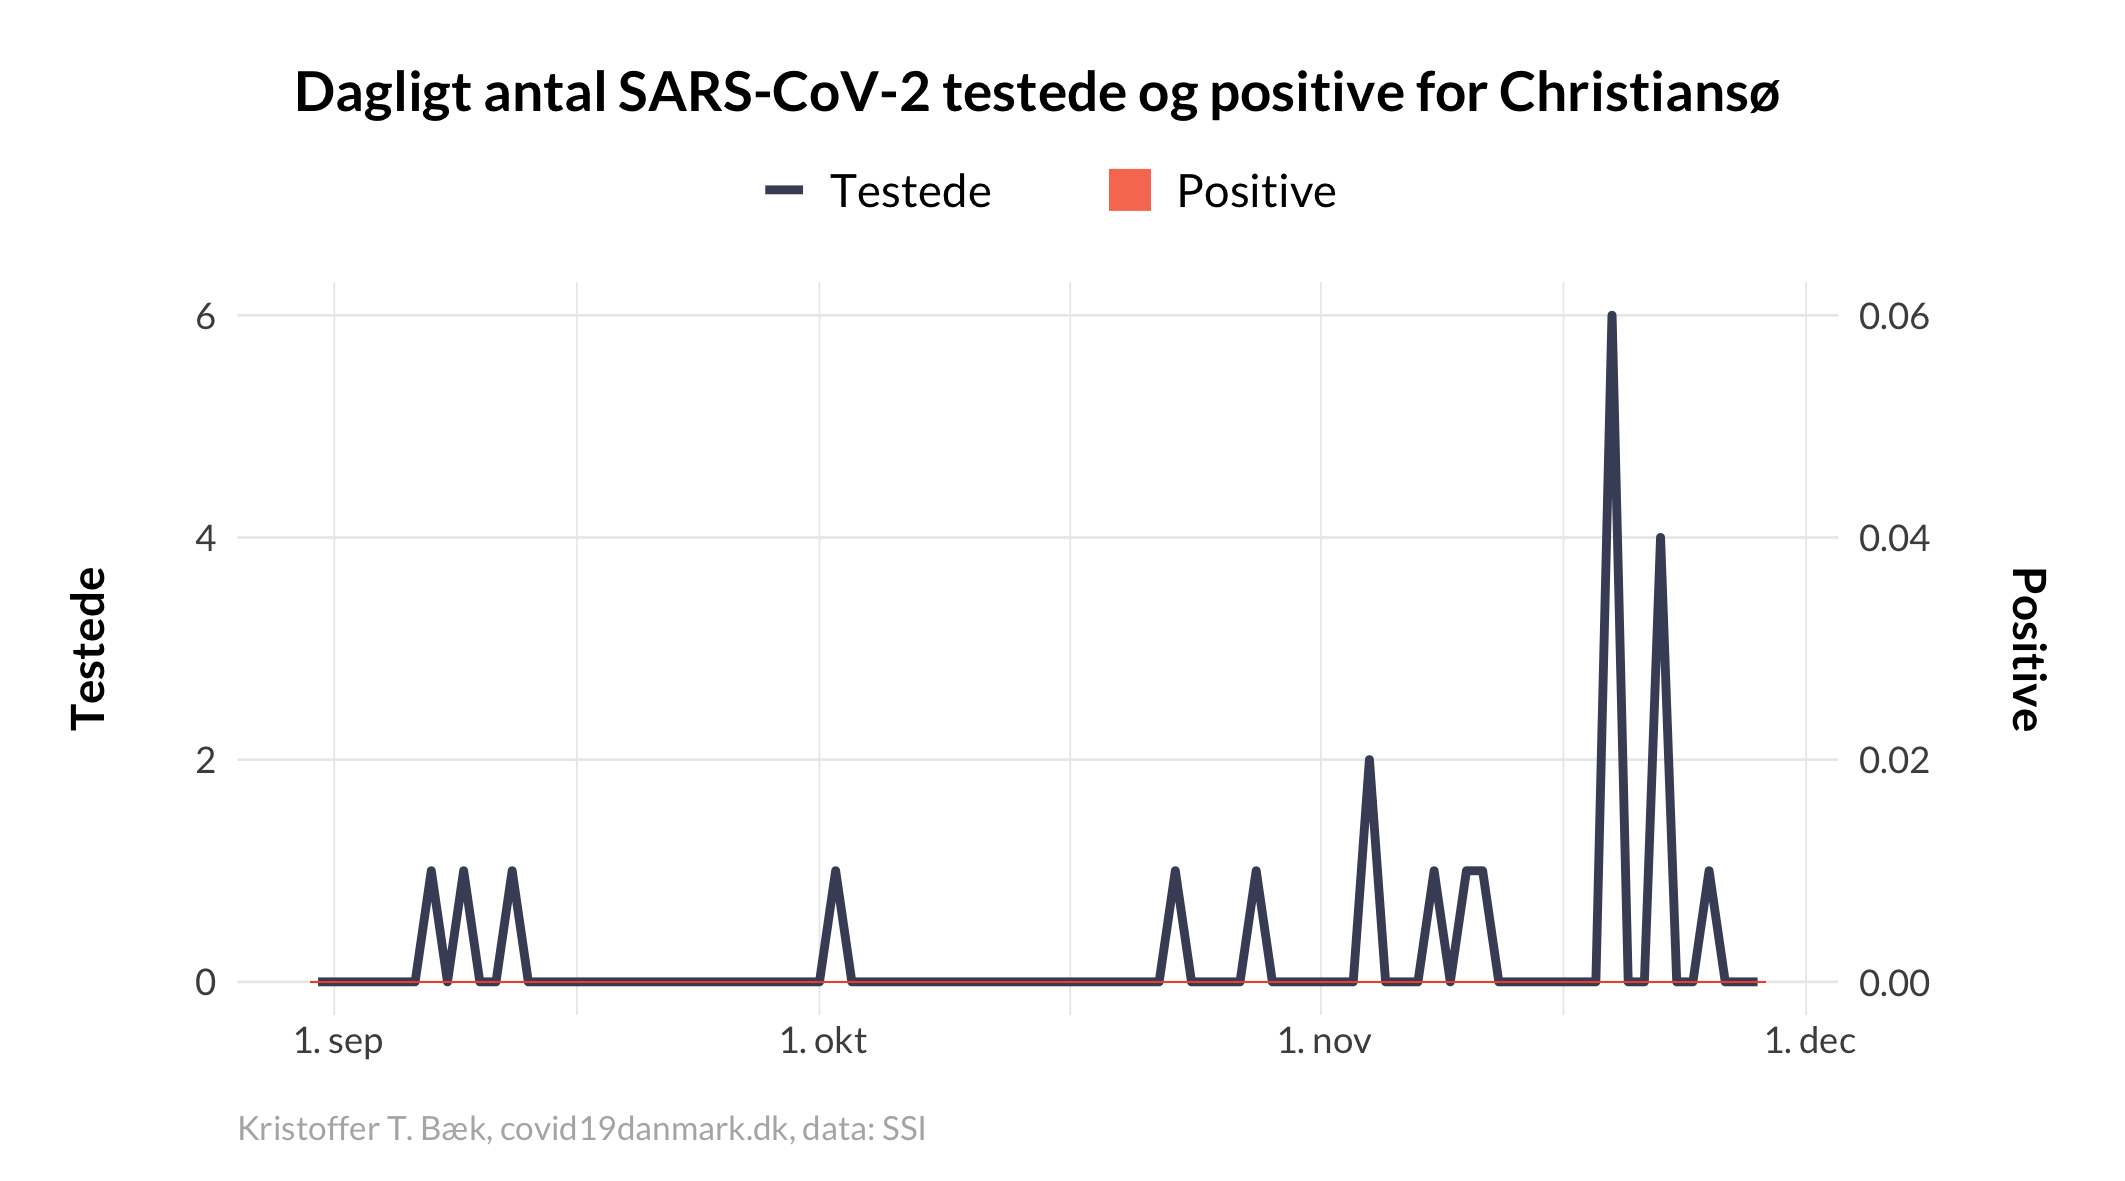 Dagligt antal SARS-CoV-2 testede og positive for Christiansø
Testede
Positive
6
4
2
0
0.06
0.04
0.02
0.00
Testede
Positive
1. sep
1. okt
1. nov
1. dec
Kristoffer T. Bæk, covid19danmark.dk, data: SSI